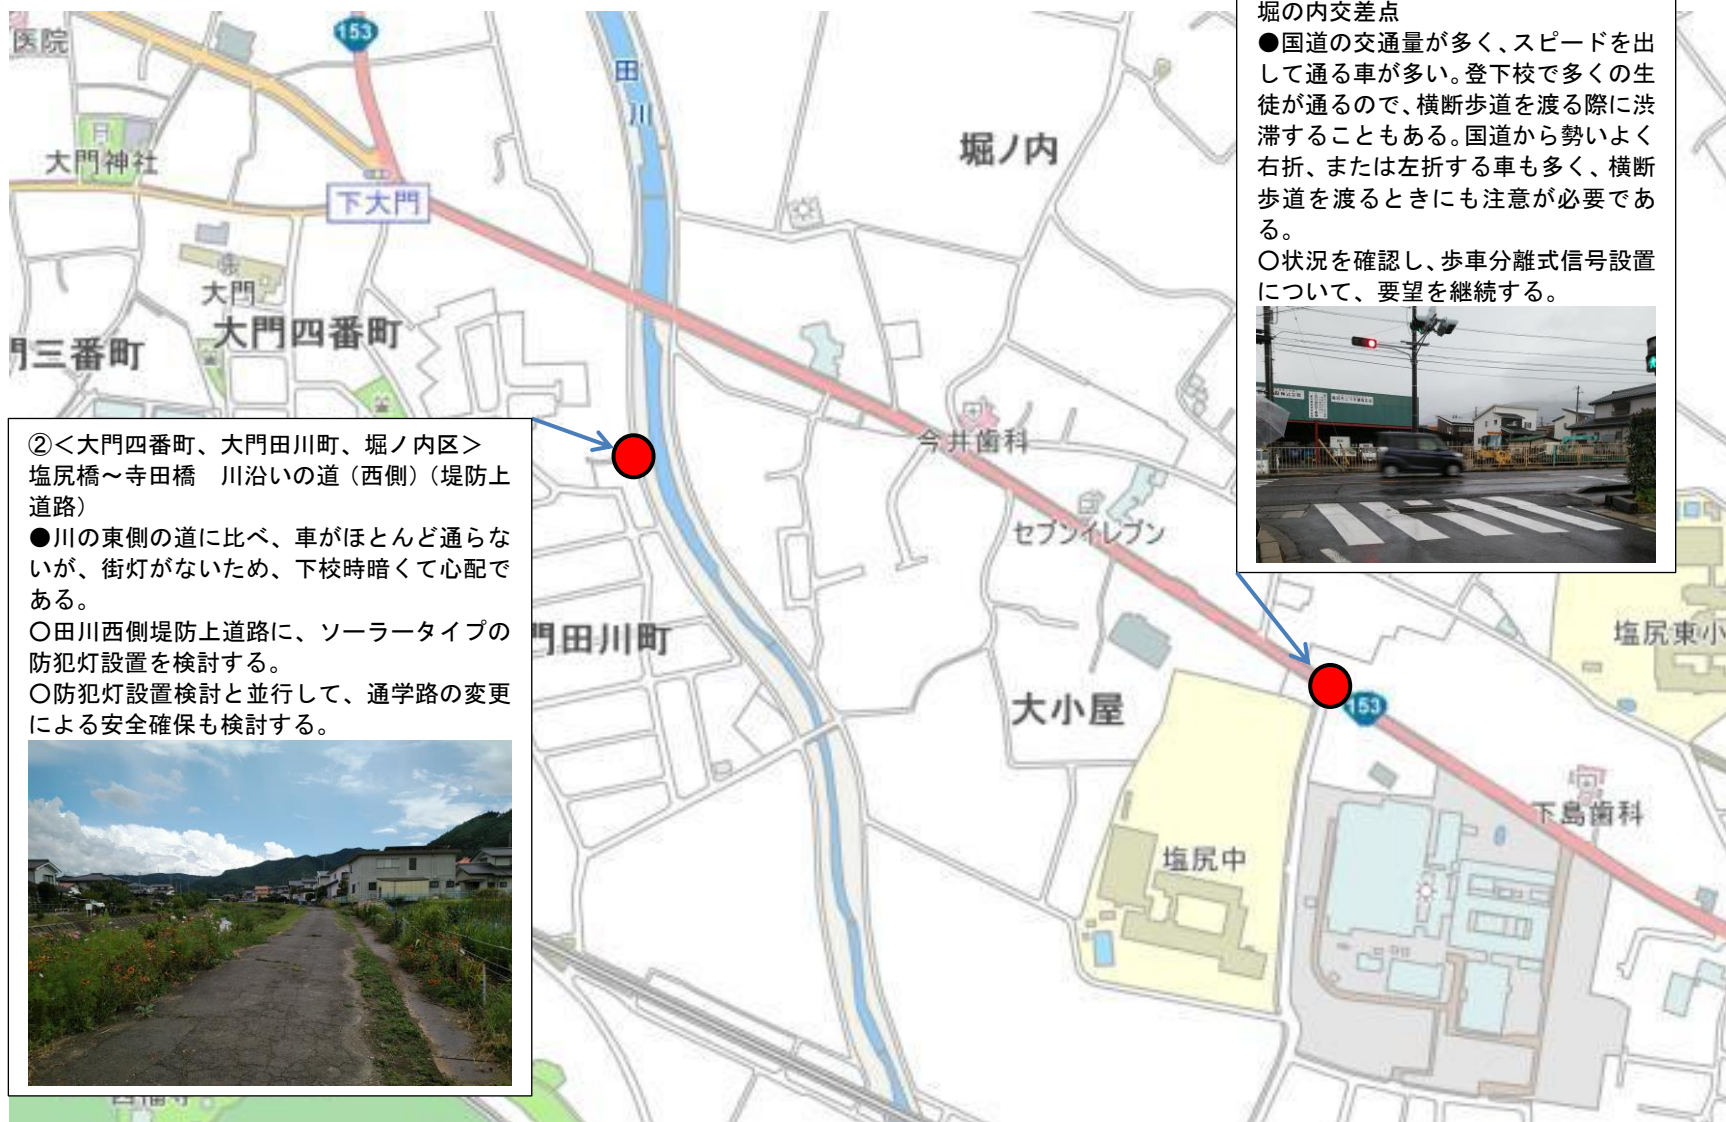 堀の内交差点
●国道の交通量が多く、スピードを出
して通る車が多い。登下校で多くの生
徒が通るので、横断歩道を渡る際に渋
滞することもある。国道から勢いよく
右折、または左折する車も多く、横断
歩道を渡るときにも注意が必要であ
る。
○状況を確認し、歩車分離式信号設置
について、要望を継続する。
②＜大門四番町、大門田川町、堀ノ内区＞
塩尻橋～寺田橋　川沿いの道（西側）（堤防上
道路）
●川の東側の道に比べ、車がほとんど通らな
いが、街灯がないため、下校時暗くて心配で
ある。
○田川西側堤防上道路に、ソーラータイプの
防犯灯設置を検討する。
○防犯灯設置検討と並行して、通学路の変更
による安全確保も検討する。
医院
153
田川
大門神社
下大門
堀ノ内
大門
大門四番町
門三番町
今井歯科
セブンイレブン
門田川町
大小屋
153
塩尻東小
下島歯科
塩尻中